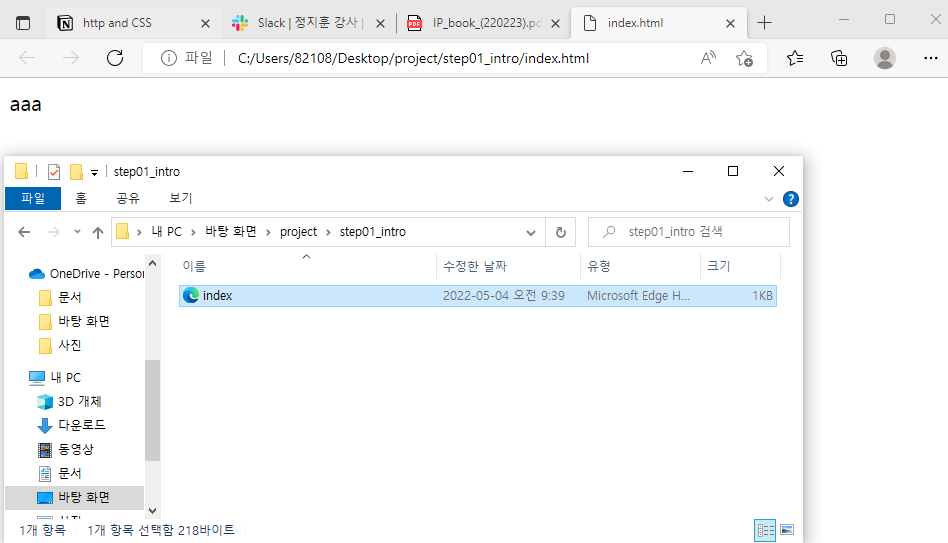 http and CSS
Slack | 정지훈 강사 |
IP_book_(220223).pd
index.html
파일 | C:/Users/82108/Desktop/project/step01_intro/index.html
aaa
step01_intro
파일 홈 공유 보기
내 PC > 바탕 화면 > project > step01_intro
step01_intro 검색
이름 수정한 날짜 유형 크기
index 2022-05-04 오전 9:39 Microsoft Edge H... 1KB
OneDrive - Person
문서
바탕 화면
사진
내 PC
3D 개체
다운로드
동영상
문서
바탕 화면
1개 항목 1개 항목 선택함 218바이트